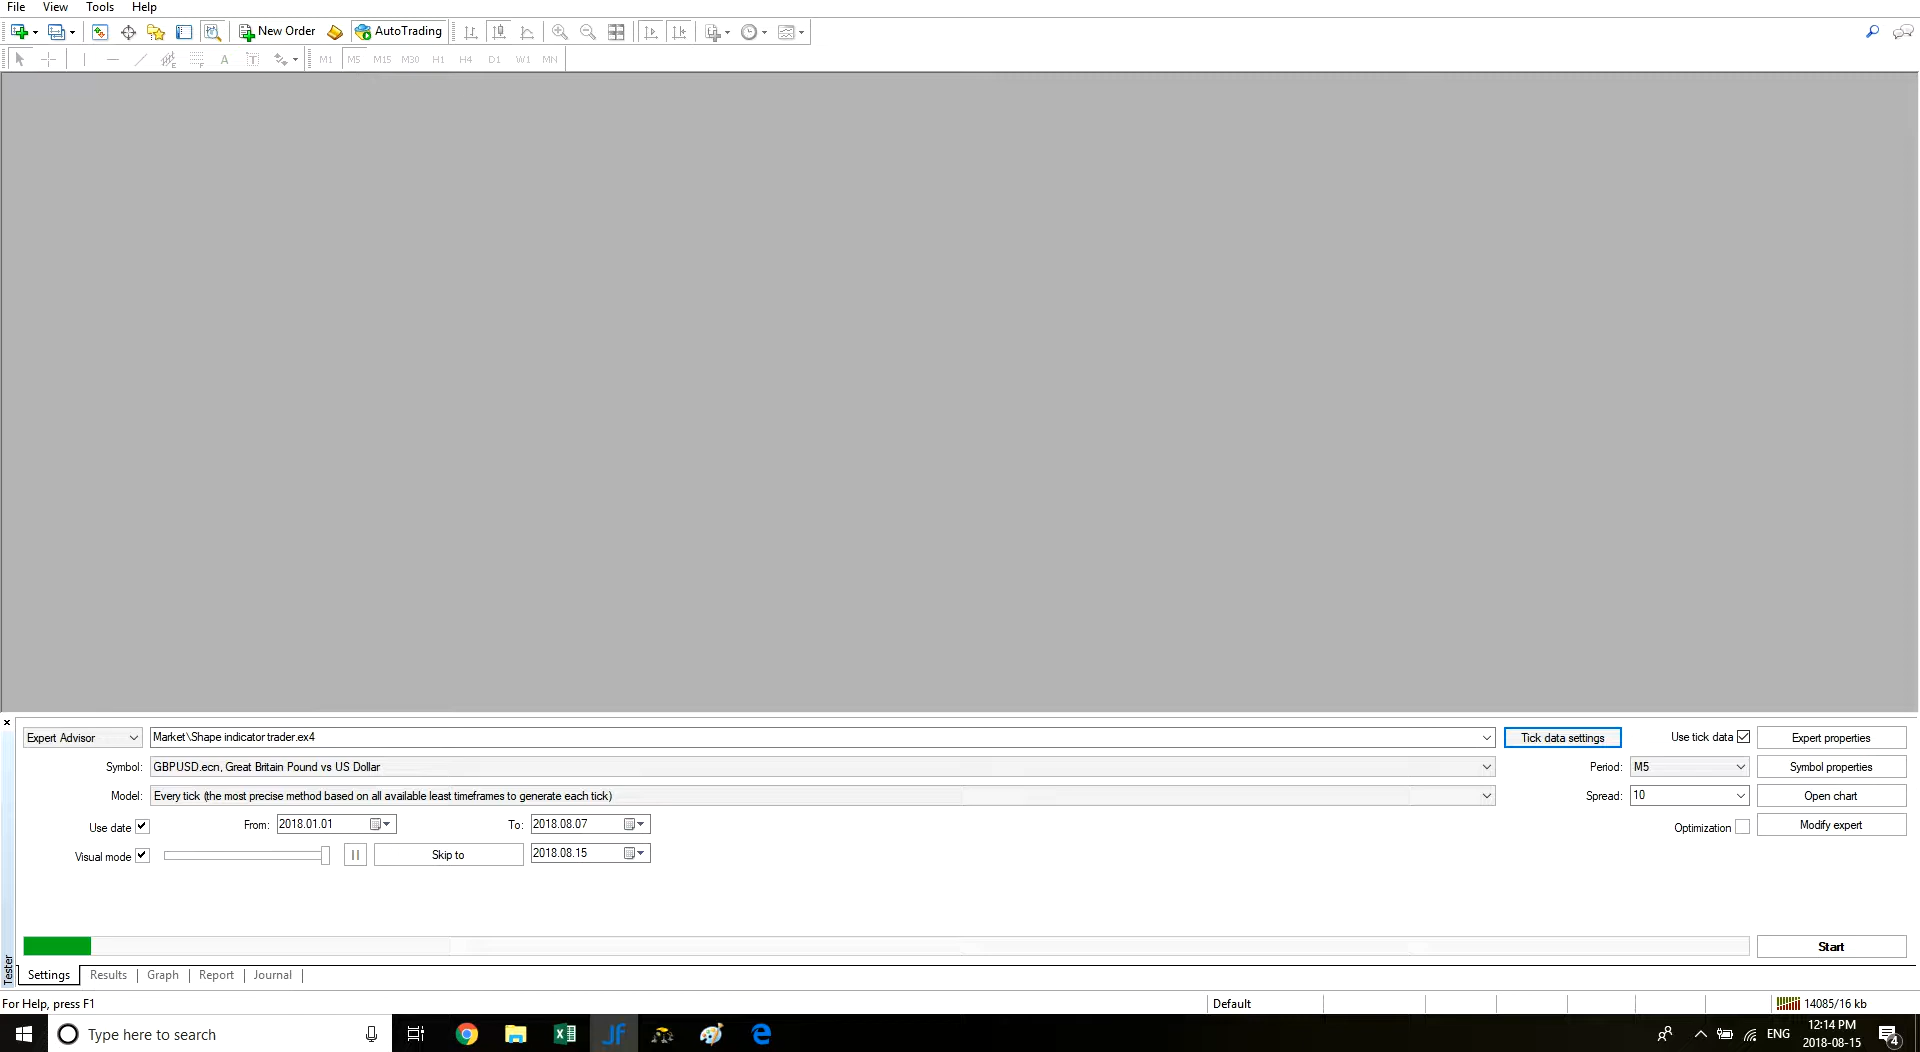 File View Tools Help
New Order AutoTrading
A T M1 M5 M15 M30 H1 H4 D1 W1 MN
Expert Advisor Market\Shape indicator trader.ex4 Tick data settings Use tick data Expert properties
Symbol: GBPUSD.ecn, Great Britain Pound vs US Dollar Period: M5 Symbol properties
Model: Every tick (the most precise method based on all available least timeframes to generate each tick) Spread: 10 Open chart
Use date From: 2018.01.01 To: 2018.08.07 Optimization Modify expert
Visual mode Skip to 2018.08.15
Start
Tester
Settings Results Graph Report Journal
For Help, press F1 Default 14085/16 kb
Type here to search JF ENG 12:14 PM
2018-08-15 4